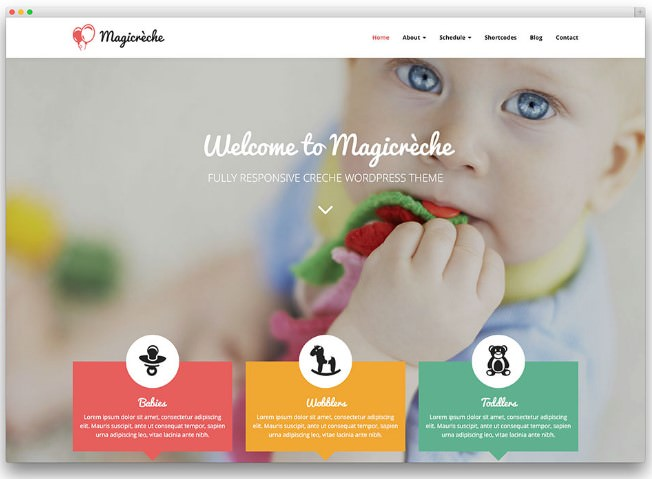 Magicrèche
Home About Schedule Shortcodes Blog Contact
Welcome to Magicrèche
FULLY RESPONSIVE CRECHE WORDPRESS THEME
Babies
Lorem ipsum dolor sit amet, consectetur adipiscing
elit. Mauris suscipit, ante ut consequat tempor, sapien
urna adipiscing leo, vitae lacinia ante nibh.
Wobblers
Lorem ipsum dolor sit amet, consectetur adipiscing
elit. Mauris suscipit, ante ut consequat tempor, sapien
urna adipiscing leo, vitae lacinia ante nibh.
Toddlers
Lorem ipsum dolor sit amet, consectetur adipiscing
elit. Mauris suscipit, ante ut consequat tempor, sapien
urna adipiscing leo, vitae lacinia ante nibh.